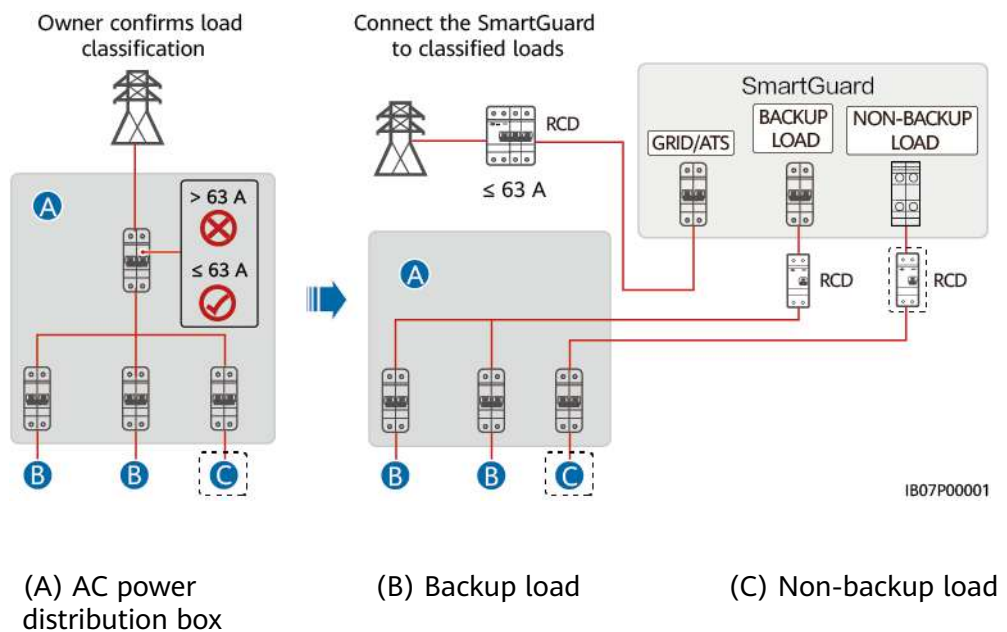 Owner confirms load
classification
A
> 63 A
≤ 63 A
B
B
C
Connect the SmartGuard
to classified loads
RCD
≤ 63 A
SmartGuard
GRID/ATS
BACKUP
LOAD
NON-BACKUP
LOAD
RCD
RCD
A
B
B
C
IB07P00001
(A) AC power
distribution box
(B) Backup load
(C) Non-backup load